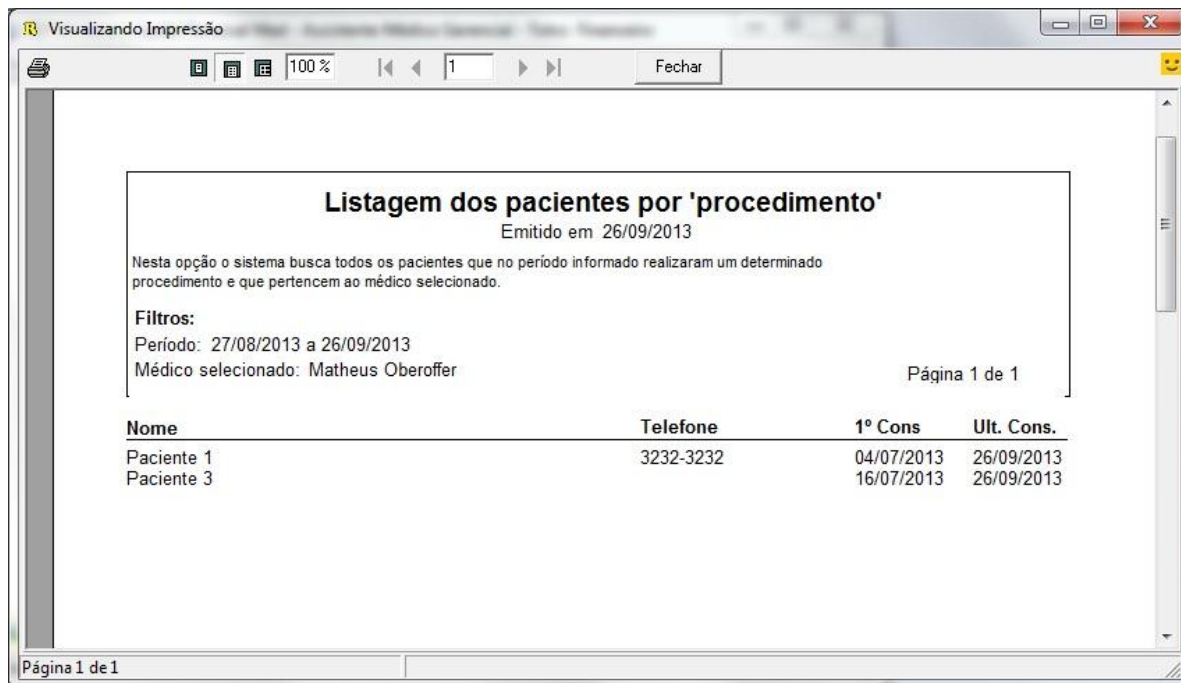 Visualizando Impressão
100 %
1
Fechar
Listagem dos pacientes por 'procedimento'
Emitido em 26/09/2013
Nesta opção o sistema busca todos os pacientes que no período informado realizaram um determinado
procedimento e que pertencem ao médico selecionado.
Filtros:
Período: 27/08/2013 a 26/09/2013
Médico selecionado: Matheus Oberoffer
Página 1 de 1
Nome Telefone 1º Cons Ult. Cons.
Paciente 1 3232-3232 04/07/2013 26/09/2013
Paciente 3 16/07/2013 26/09/2013
Página 1 de 1